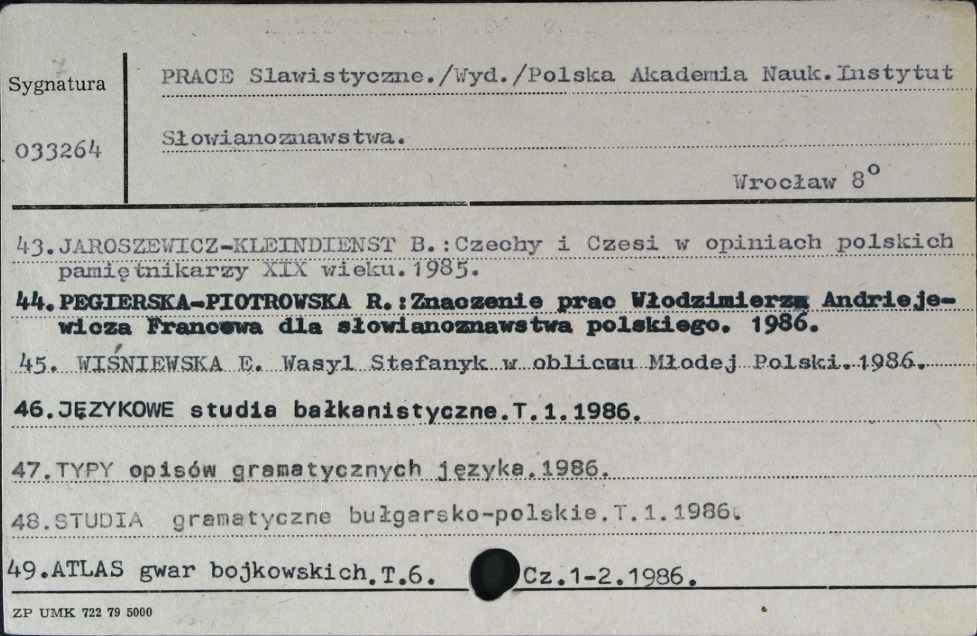 Sygnatura
PRACE Slawistyczne./Wyd./Polska Akademia Nauk.Instytut
033264
Słowianoznawstwa.
Wrocław 8°
43.JAROSZEWICZ-KLEINDIENST B.:Czechy i Czesi w opiniach polskich
pamiętnikarzy XIX wieku.1985.
44.PEGIERSKA-PIOTROWSKA R.:Znaczenie prac Włodzimierza Andrieje-
wicza Francewa dla słowianoznawstwa polskiego. 1986.
45. WIŚNIEWSKA E. Wasyl Stefanyk w obliczu Młodej Polski.1986.
46.JĘZYKOWE studia bałkanistyczne.T.1.1986.
47.TYPY opisów gramatycznych języka.1986.
48.STUDIA gramatyczne bułgarsko-polskie.T.1.1986.
49.ATLAS gwar bojkowskich.T.6. Cz.1-2.1986.
ZP UMK 722 79 5000